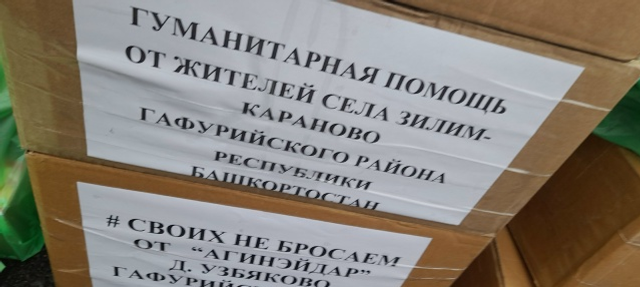 ГУМАНИТАРНАЯ ПОМОЩЬ
ОТ ЖИТЕЛЕЙ СЕЛА ЗИЛИМ-
КАРАНОВО
ГАФУРИЙСКОГО РАЙОНА
РЕСПУБЛИКИ
БАШКОРТОСТАН
# СВОИХ НЕ БРОСАЕМ
ОТ "АГИНЭЙДАР"
Д. УЗБЯКОВО